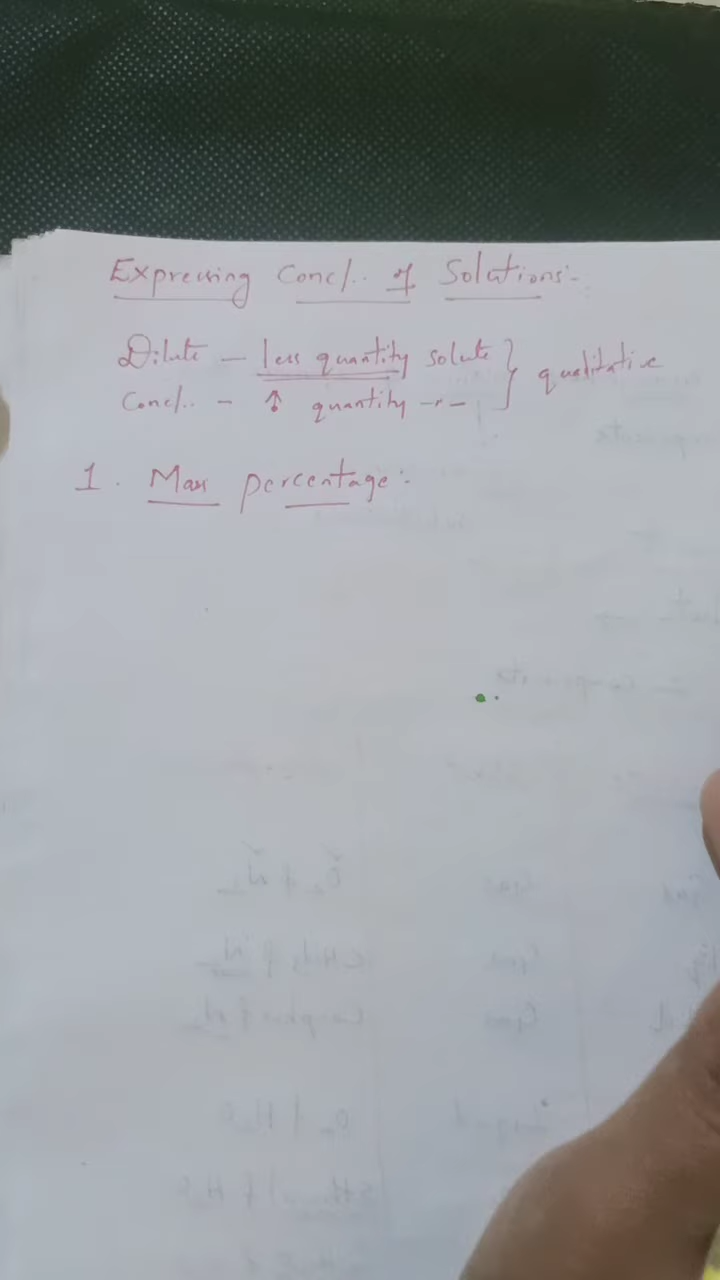 Expressing Concl.. of Solutions:-
Dilute – less quantity solute } qualitative
Concl.. – ↑ quantity -〃-
1. Mass percentage:-